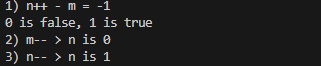 1) n++ - m = -1
0 is false, 1 is true
2) m-- > n is 0
3) n-- > n is 1